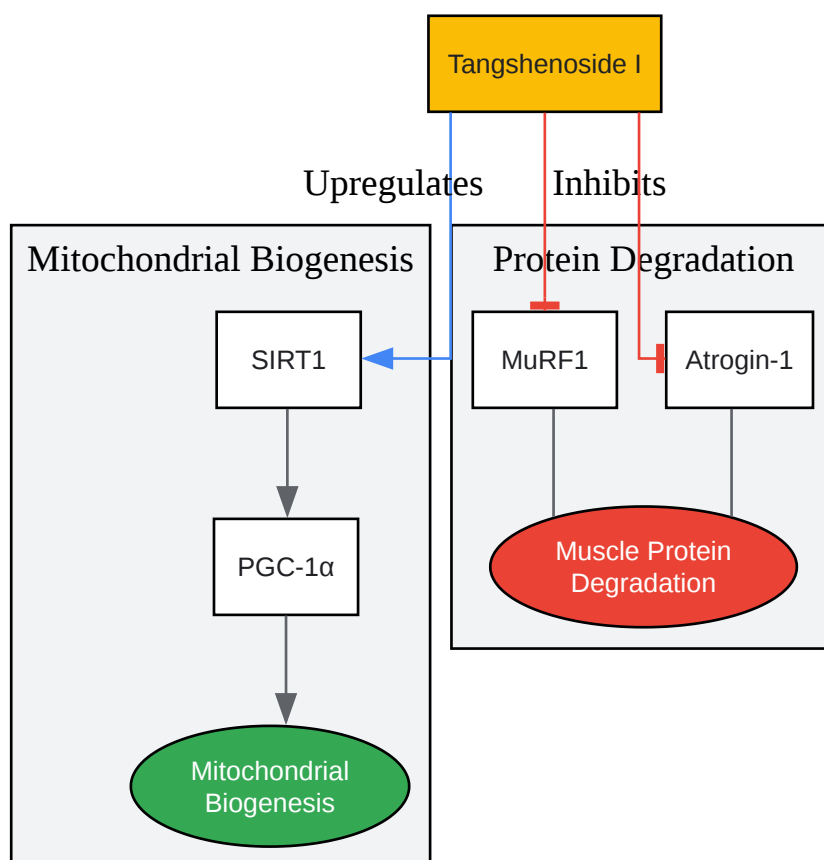 Tangshenoside I
Upregulates
Inhibits
Mitochondrial Biogenesis
Protein Degradation
SIRT1
MuRF1
Atrogin-1
PGC-1α
Muscle Protein
Degradation
Mitochondrial
Biogenesis